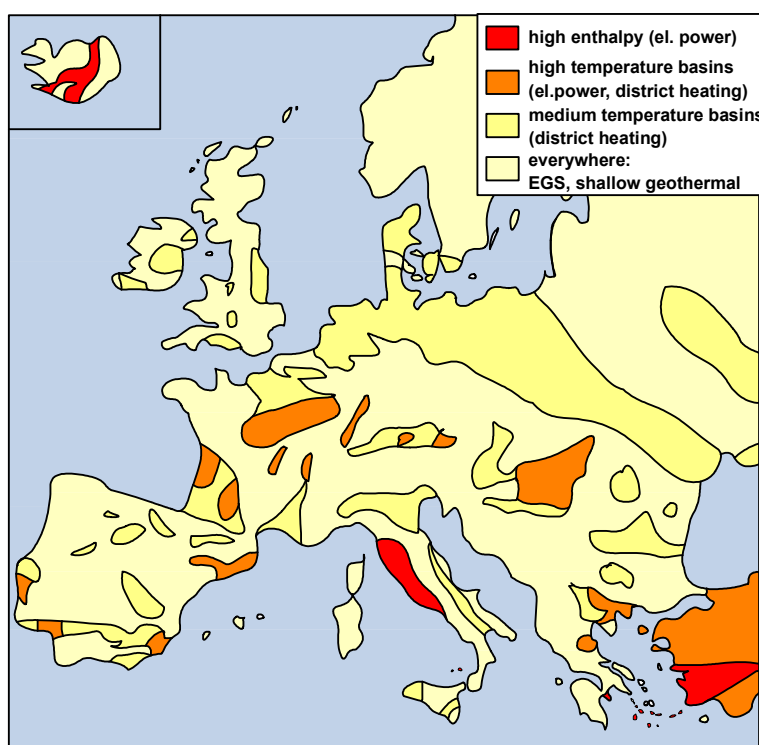 high enthalpy (el. power)
high temperature basins
(el.power, district heating)
medium temperature basins
(district heating)
everywhere:
EGS, shallow geothermal